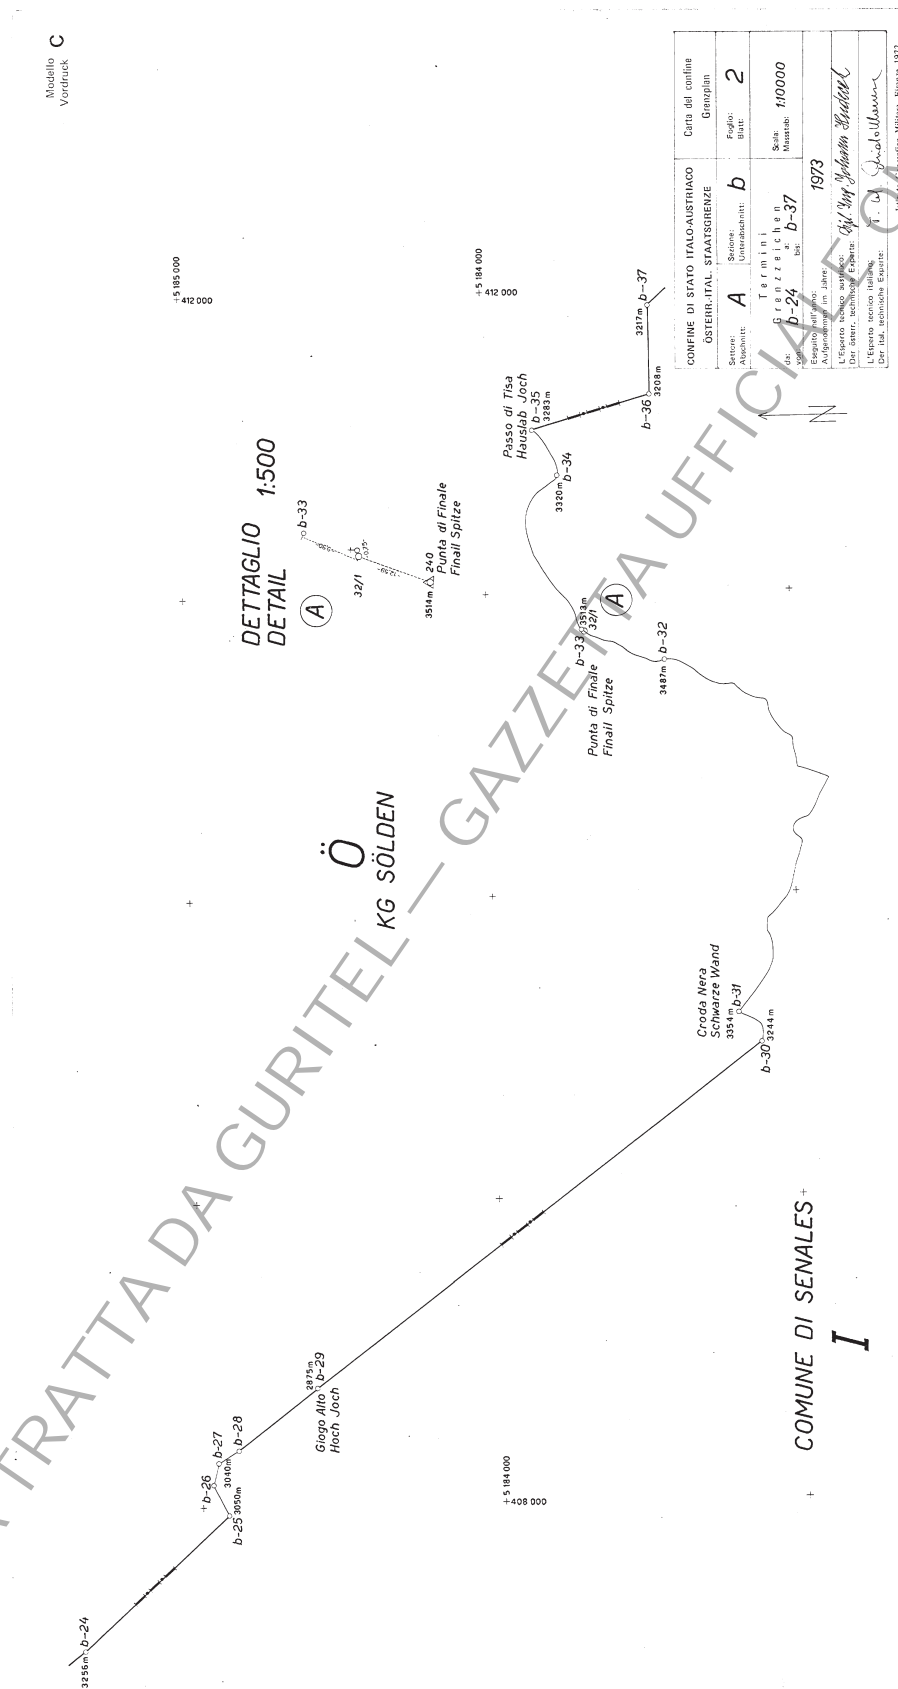 Modello C
Vordruck
+5 185 000
+412 000
+5 184 000
+412 000
DETTAGLIO 1:500
DETAIL
A
b-33
32/1
3514m 240
Punta di Finale
Finail Spitze
Passo di Tisa
Hauslab Joch
b-35
3283m
b-34
3320m
b-36
3208m
3217m b-37
b-33
3513m
32/1
A
Punta di Finale
Finail Spitze
3487m b-32
Ö
KG SÖLDEN
Croda Nera
Schwarze Wand
3354m b-31
b-30 3244m
2875m
Giogo Alto b-29
Hoch Joch
b-28
b-27
3040m
b-26
b-25 3050m
3256m b-24
+5 184 000
+408 000
COMUNE DI SENALES
I
N
CONFINE DI STATO ITALO-AUSTRIACO
ÖSTERR.-ITAL. STAATSGRENZE
Carta del confine
Grenzplan
Settore: A
Abschnitt:
Sezione: b
Unterabschnitt:
Foglio: 2
Blatt:
Termini
Grenzzeichen
da: b-24 a: b-37
von: bis:
Scala: 1:10000
Massstab:
Eseguito nell'anno: 1973
Aufgenommen im Jahre:
L'Esperto tecnico austriaco:
Der österr. technische Experte:
L'Esperto tecnico italiano:
Der ital. technische Experte:
TRATTA DA GURITEL — GAZZETTA UFFICIALE